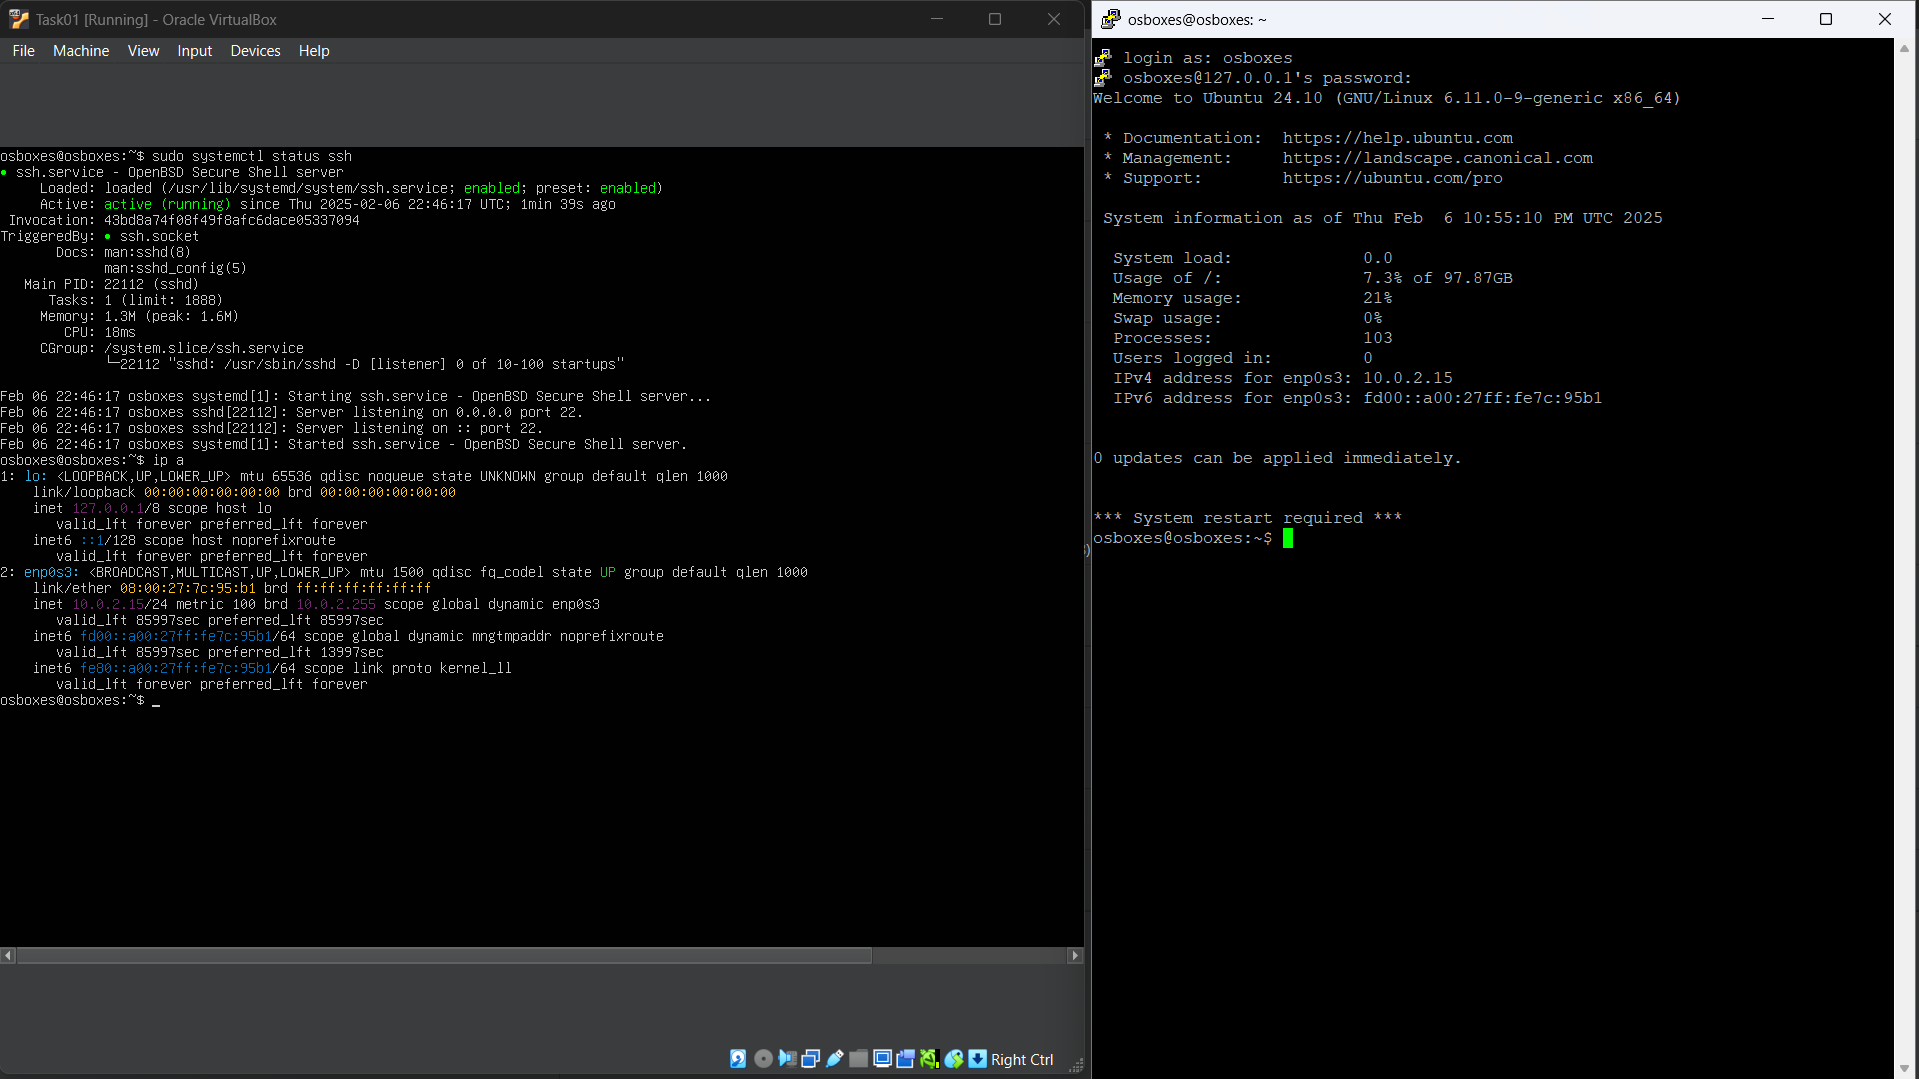 Task01 [Running] - Oracle VirtualBox
File Machine View Input Devices Help
osboxes@osboxes:~$ sudo systemctl status ssh
● ssh.service - OpenBSD Secure Shell server
Loaded: loaded (/usr/lib/systemd/system/ssh.service; enabled; preset: enabled)
Active: active (running) since Thu 2025-02-06 22:46:17 UTC; 1min 39s ago
Invocation: 43bd8a74f08f49f8afc6dace05337094
TriggeredBy: ● ssh.socket
Docs: man:sshd(8)
man:sshd_config(5)
Main PID: 22112 (sshd)
Tasks: 1 (limit: 1888)
Memory: 1.3M (peak: 1.6M)
CPU: 18ms
CGroup: /system.slice/ssh.service
└─22112 "sshd: /usr/sbin/sshd -D [listener] 0 of 10-100 startups"
Feb 06 22:46:17 osboxes systemd[1]: Starting ssh.service - OpenBSD Secure Shell server...
Feb 06 22:46:17 osboxes sshd[22112]: Server listening on 0.0.0.0 port 22.
Feb 06 22:46:17 osboxes sshd[22112]: Server listening on :: port 22.
Feb 06 22:46:17 osboxes systemd[1]: Started ssh.service - OpenBSD Secure Shell server.
osboxes@osboxes:~$ ip a
1: lo: <LOOPBACK,UP,LOWER_UP> mtu 65536 qdisc noqueue state UNKNOWN group default qlen 1000
link/loopback 00:00:00:00:00:00 brd 00:00:00:00:00:00
inet 127.0.0.1/8 scope host lo
valid_lft forever preferred_lft forever
inet6 ::1/128 scope host noprefixroute
valid_lft forever preferred_lft forever
2: enp0s3: <BROADCAST,MULTICAST,UP,LOWER_UP> mtu 1500 qdisc fq_codel state UP group default qlen 1000
link/ether 08:00:27:7c:95:b1 brd ff:ff:ff:ff:ff:ff
inet 10.0.2.15/24 metric 100 brd 10.0.2.255 scope global dynamic enp0s3
valid_lft 85997sec preferred_lft 85997sec
inet6 fd00::a00:27ff:fe7c:95b1/64 scope global dynamic mngtmpaddr noprefixroute
valid_lft 85997sec preferred_lft 13997sec
inet6 fe80::a00:27ff:fe7c:95b1/64 scope link proto kernel_ll
valid_lft forever preferred_lft forever
osboxes@osboxes:~$ _
Right Ctrl
osboxes@osboxes: ~
login as: osboxes
osboxes@127.0.0.1's password:
Welcome to Ubuntu 24.10 (GNU/Linux 6.11.0-9-generic x86_64)
* Documentation: https://help.ubuntu.com
* Management: https://landscape.canonical.com
* Support: https://ubuntu.com/pro
System information as of Thu Feb 6 10:55:10 PM UTC 2025
System load: 0.0
Usage of /: 7.3% of 97.87GB
Memory usage: 21%
Swap usage: 0%
Processes: 103
Users logged in: 0
IPv4 address for enp0s3: 10.0.2.15
IPv6 address for enp0s3: fd00::a00:27ff:fe7c:95b1
0 updates can be applied immediately.
*** System restart required ***
osboxes@osboxes:~$